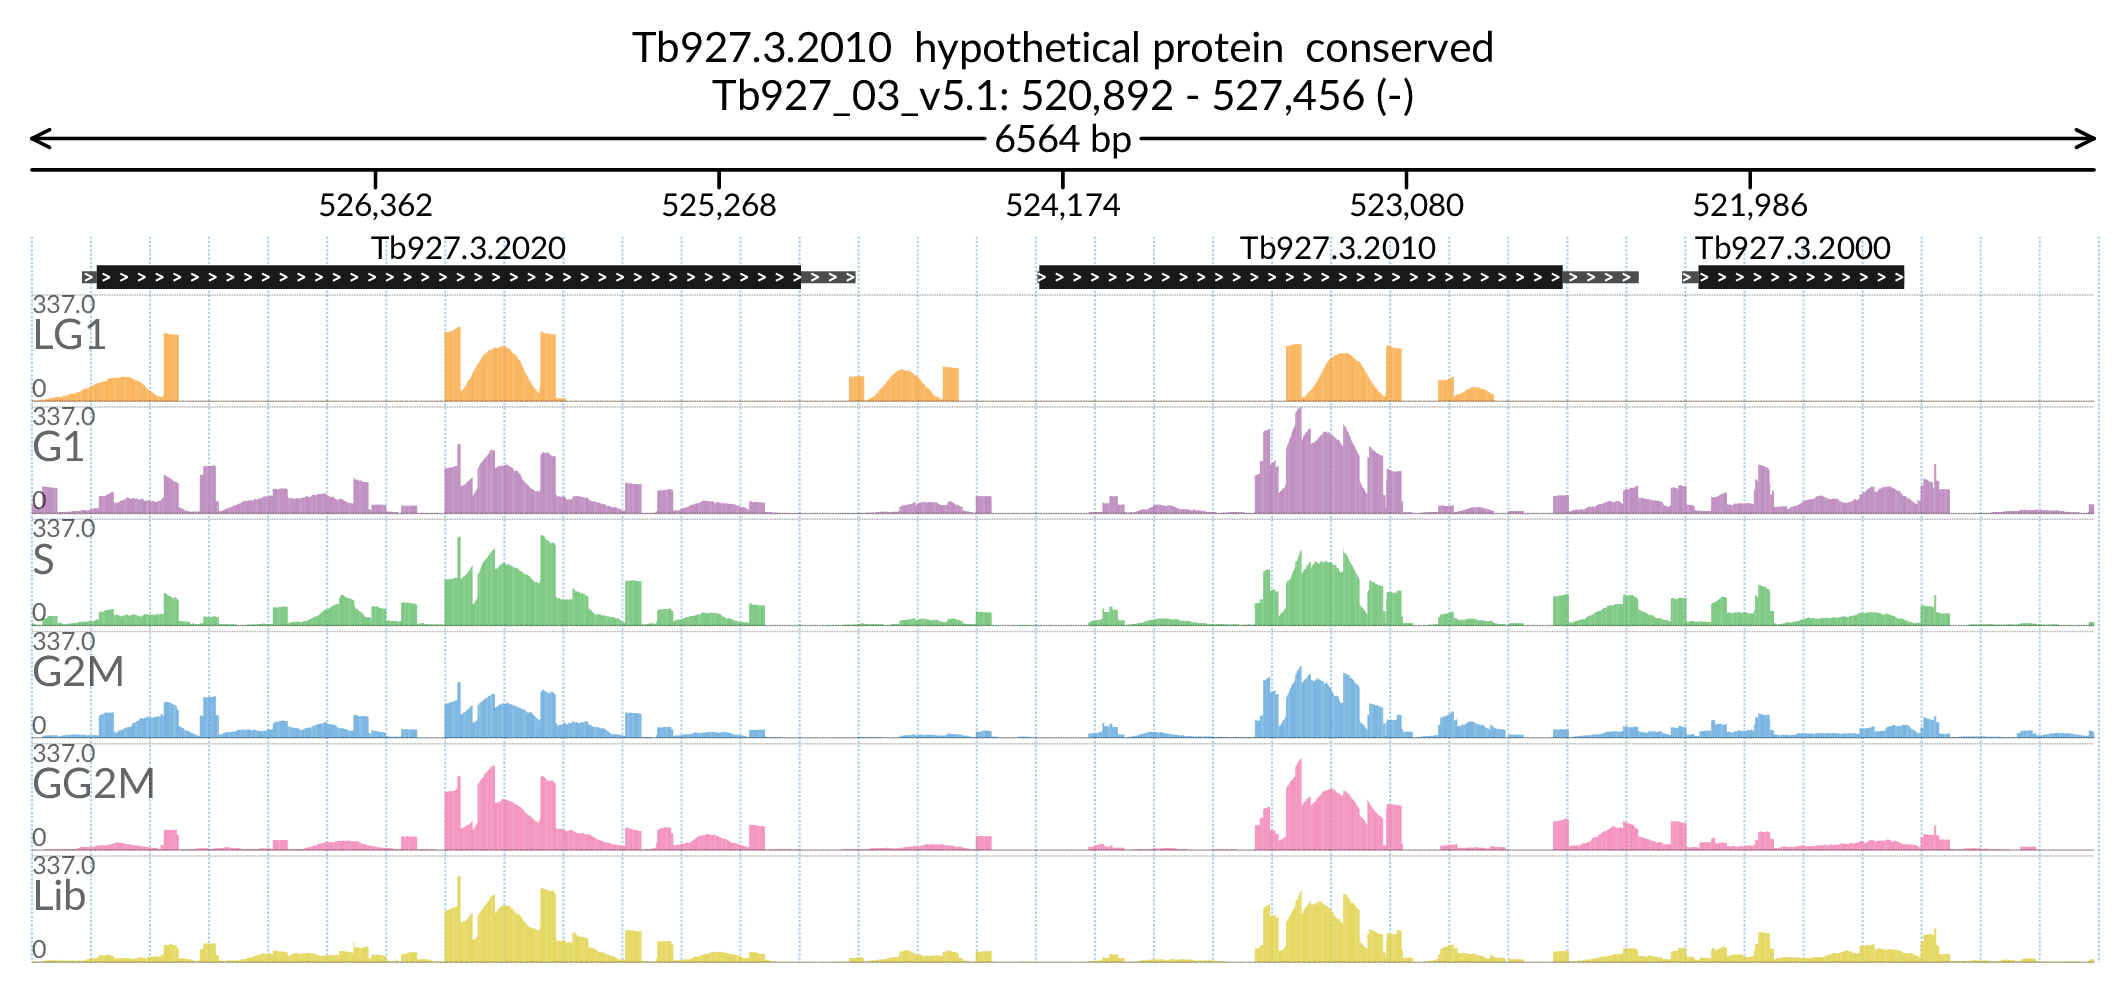 Tb927.3.2010 hypothetical protein conserved
Tb927_03_v5.1: 520,892 - 527,456 (-)
6564 bp
526,362 525,268 524,174 523,080 521,986
Tb927.3.2020 Tb927.3.2010 Tb927.3.2000
337.0
LG1
0
337.0
G1
0
337.0
S
0
337.0
G2M
0
337.0
GG2M
0
337.0
Lib
0